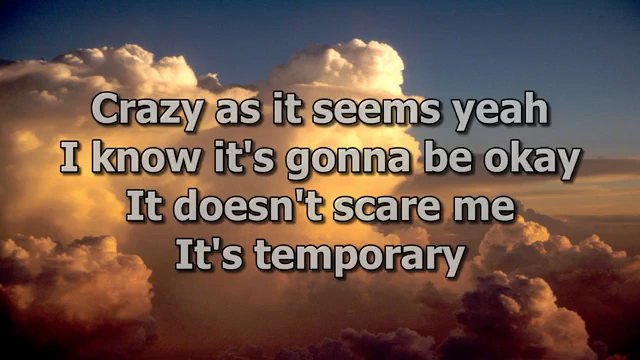 Crazy as it seems yeah
I know it's gonna be okay
It doesn't scare me
It's temporary